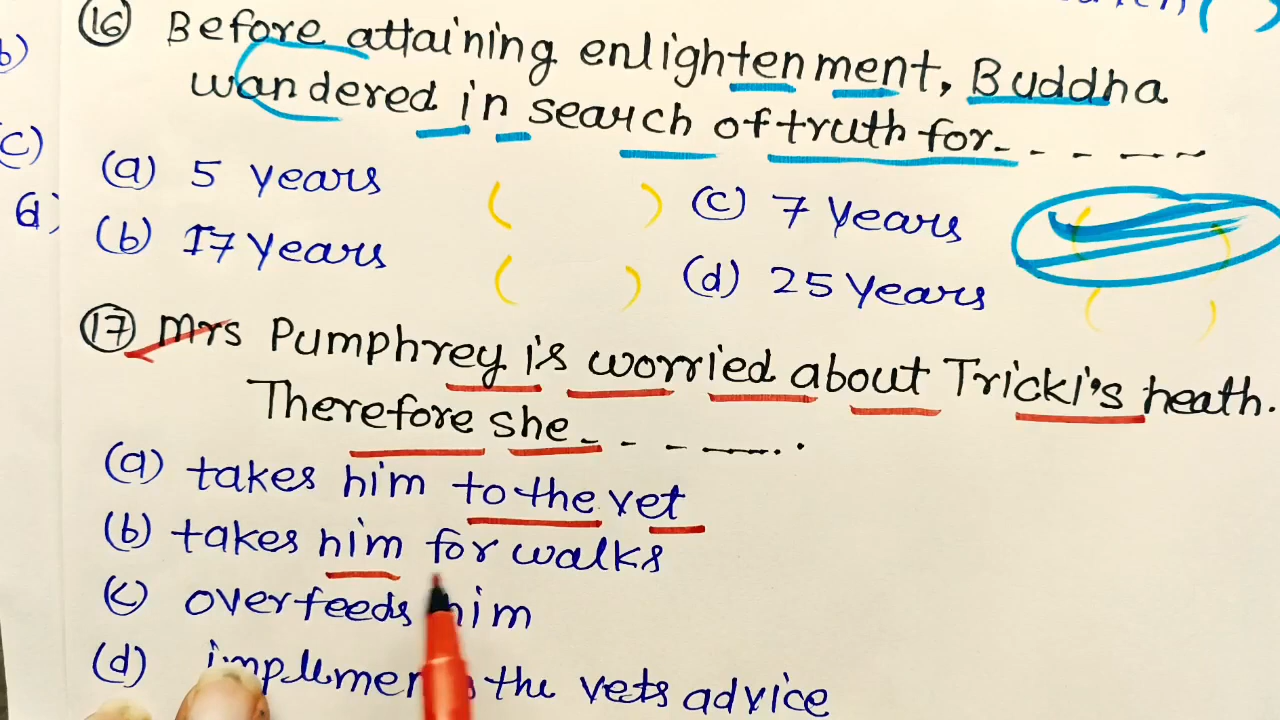 (16) Before attaining enlightenment, Buddha
wandered in search of truth for - - - - -
(a) 5 years ( ) (c) 7 years ( )
(b) 17 years ( ) (d) 25 years ( )
(17) Mrs Pumphrey is worried about Tricki's heath.
Therefore she - - - - - .
(a) takes him to the vet
(b) takes him for walks
(c) overfeeds him
(d) the vets advice
b)
(c)
d)